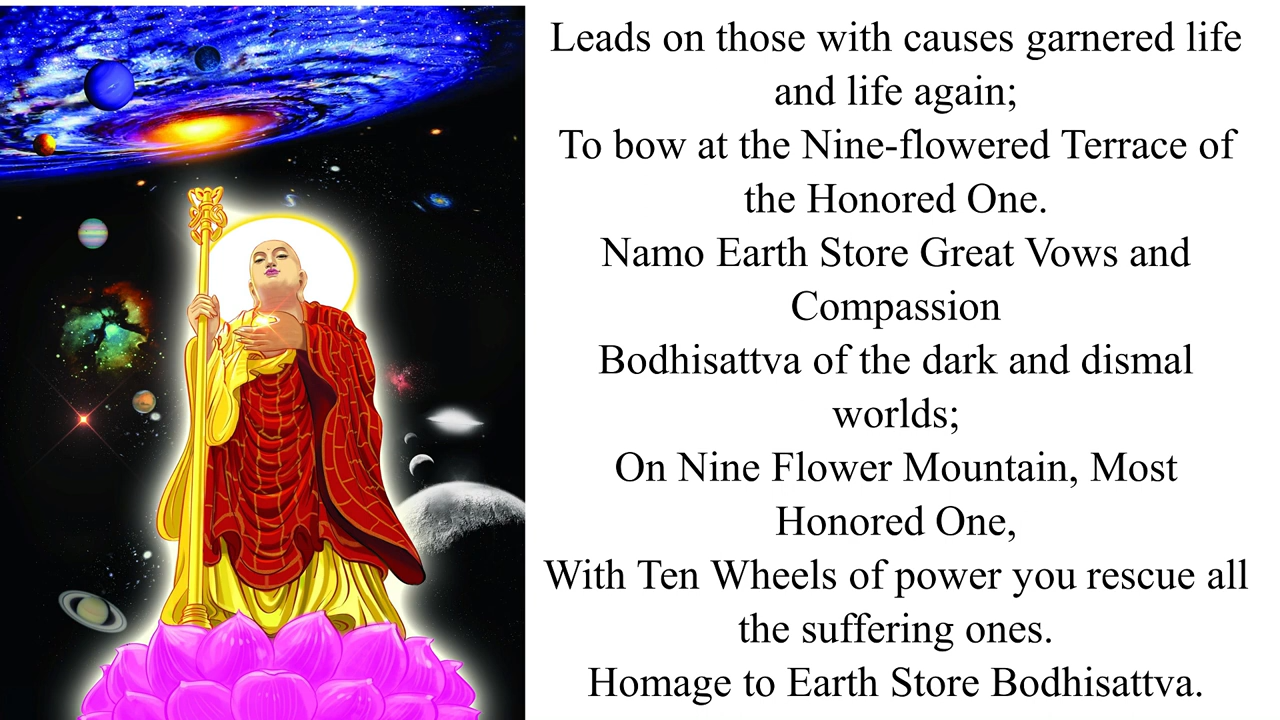 Leads on those with causes garnered life
and life again;
To bow at the Nine-flowered Terrace of
the Honored One.
Namo Earth Store Great Vows and
Compassion
Bodhisattva of the dark and dismal
worlds;
On Nine Flower Mountain, Most
Honored One,
With Ten Wheels of power you rescue all
the suffering ones.
Homage to Earth Store Bodhisattva.